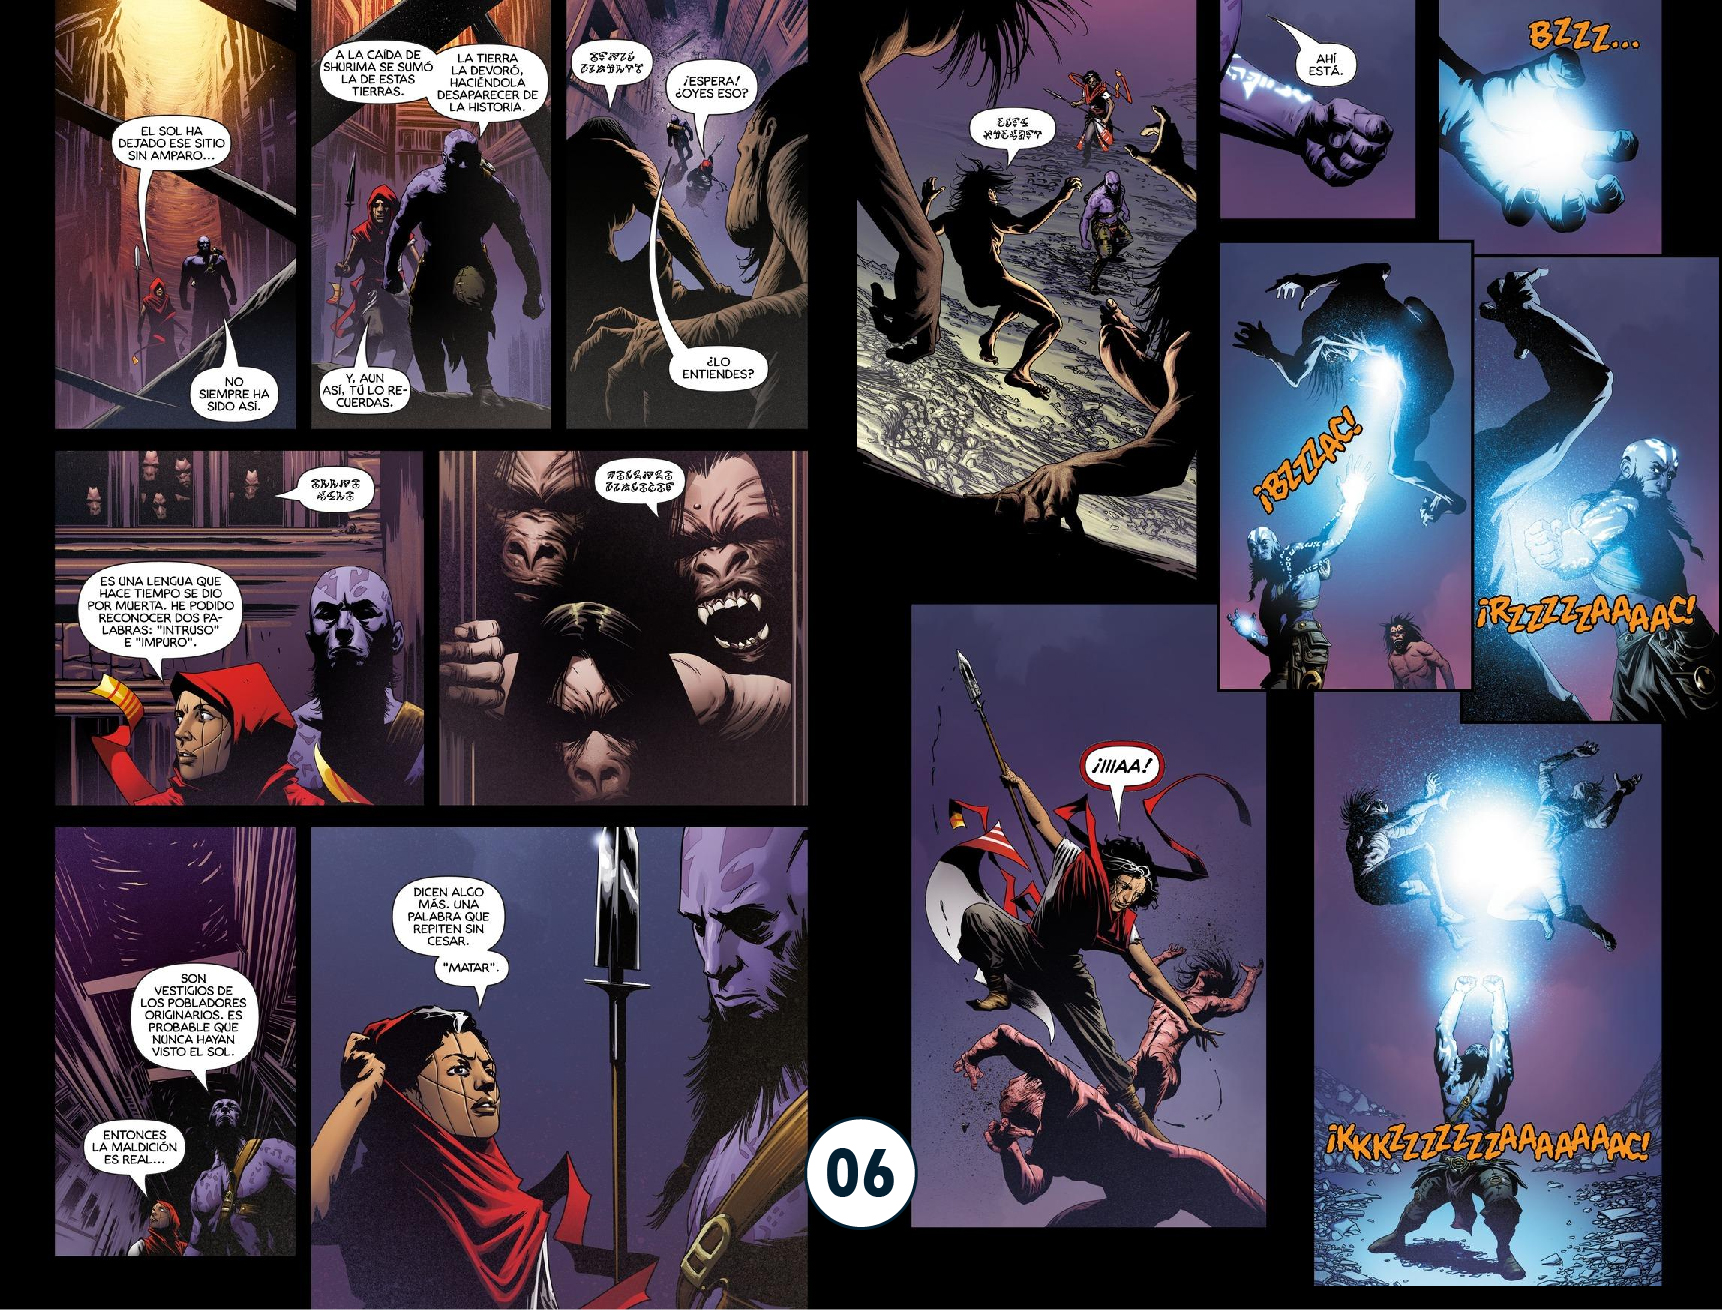 EL SOL HA
DEJADO ESE SITIO
SIN AMPARO...
NO
SIEMPRE HA
SIDO ASÍ.
A LA CAÍDA DE
SHURIMA SE SUMÓ
LA DE ESTAS
TIERRAS.
LA TIERRA
LA DEVORÓ,
HACIÉNDOLA
DESAPARECER DE
LA HISTORIA.
Y, AUN
ASÍ, TÚ LO RE-
CUERDAS.
¡ESPERA!
¿OYES ESO?
¿LO
ENTIENDES?
ES UNA LENGUA QUE
HACE TIEMPO SE DIO
POR MUERTA. HE PODIDO
RECONOCER DOS PA-
LABRAS: "INTRUSO"
E "IMPURO".
SON
VESTIGIOS DE
LOS POBLADORES
ORIGINARIOS. ES
PROBABLE QUE
NUNCA HAYAN
VISTO EL SOL.
ENTONCES
LA MALDICIÓN
ES REAL...
DICEN ALGO
MÁS. UNA
PALABRA QUE
REPITEN SIN
CESAR.
"MATAR".
06
AHÍ
ESTÁ.
BZZZ...
¡BZZZAC!
¡RZZZZZAAAAC!
¡IIIAA!
¡KKKZZZZZZAAAAAAAC!